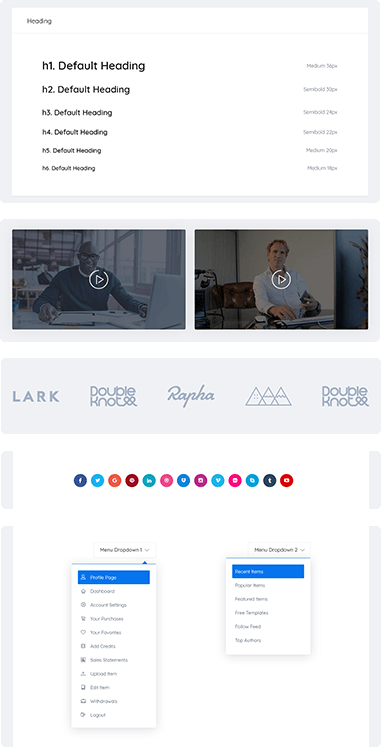 Heading
h1. Default Heading Medium 36px
h2. Default Heading Semibold 30px
h3. Default Heading Semibold 24px
h4. Default Heading Semibold 22px
h5. Default Heading Medium 20px
h6. Default Heading Medium 18px
LARK Double Knot Rapha Double Knot
Menu Dropdown 1 Menu Dropdown 2
Profile Page
Dashboard
Account Settings
Your Purchases
Your Favorites
Add Credits
Sales Statements
Upload Item
Edit Item
Withdrawals
Logout
Recent Items
Popular Items
Featured Items
Free Templates
Follow Feed
Top Authors